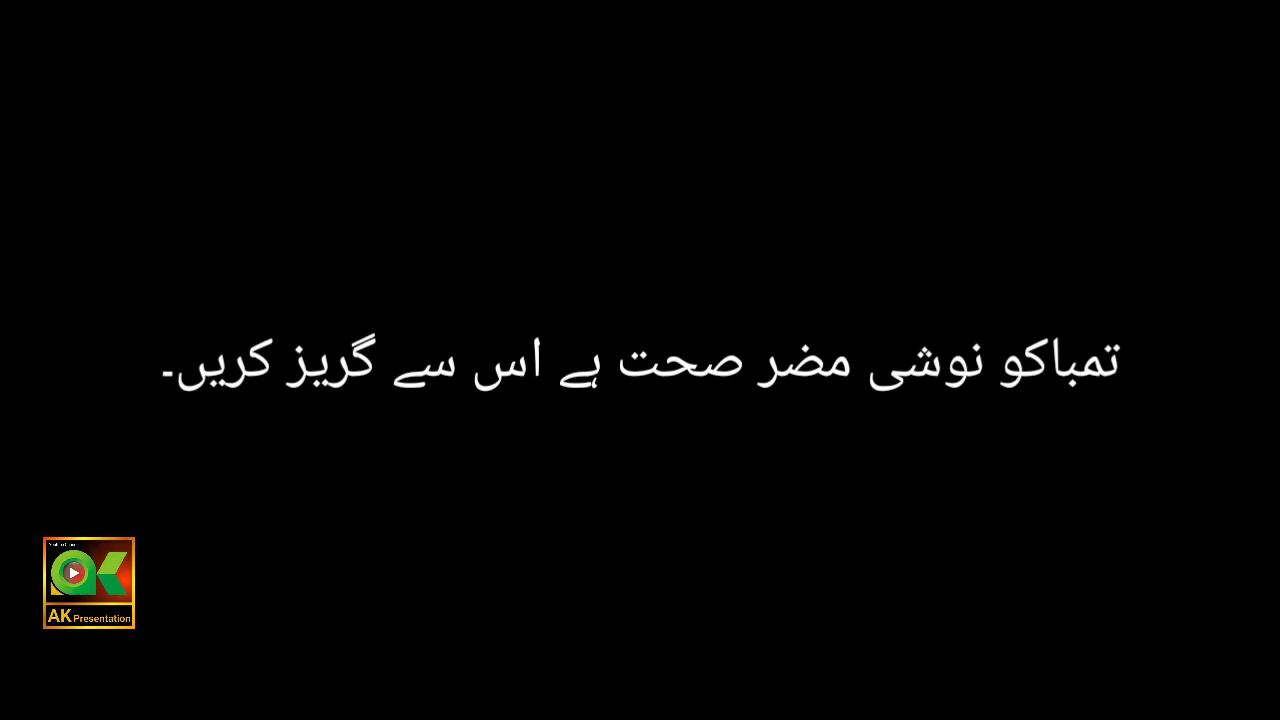 تمباکو نوشی مضر صحت ہے اس سے گریز کریں۔
AK Presentation